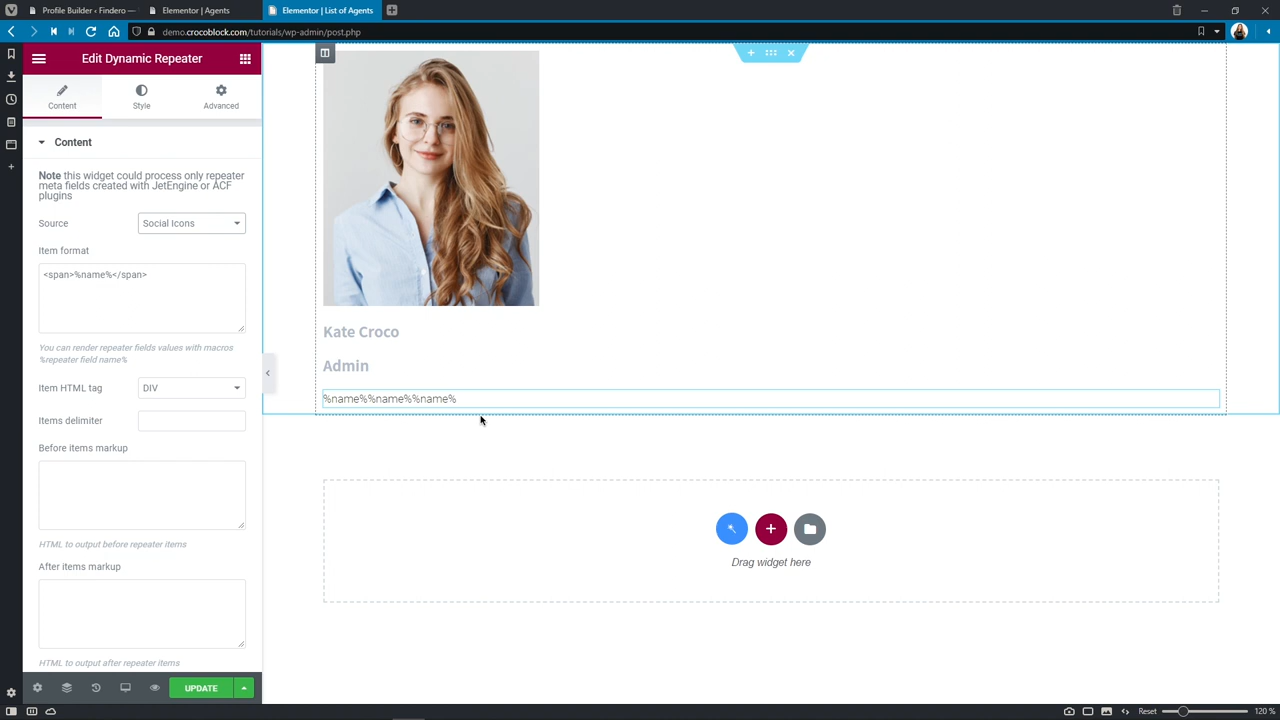 Profile Builder ‹ Findero —
Elementor | Agents
Elementor | List of Agents
demo.crocoblock.com/tutorials/wp-admin/post.php
Edit Dynamic Repeater
Content
Style
Advanced
Content
Note this widget could process only repeater
meta fields created with JetEngine or ACF
plugins
Source
Social Icons
Item format
<span>%name%</span>
You can render repeater fields values with macros
%repeater field name%
Item HTML tag
DIV
Items delimiter
Before items markup
HTML to output before repeater items
After items markup
HTML to output after repeater items
UPDATE
Kate Croco
Admin
%name%%name%%name%
Drag widget here
Reset
120 %